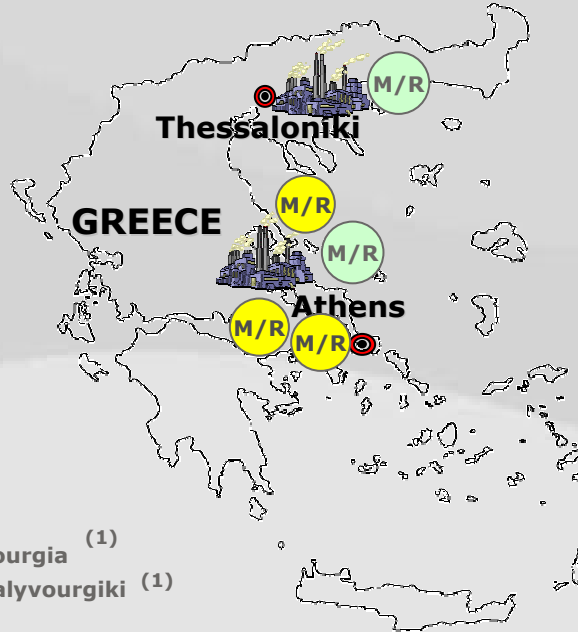 M/R
Thessaloniki
M/R
GREECE
M/R
Athens
M/R
M/R
ourgia (1)
alyvourgiki (1)